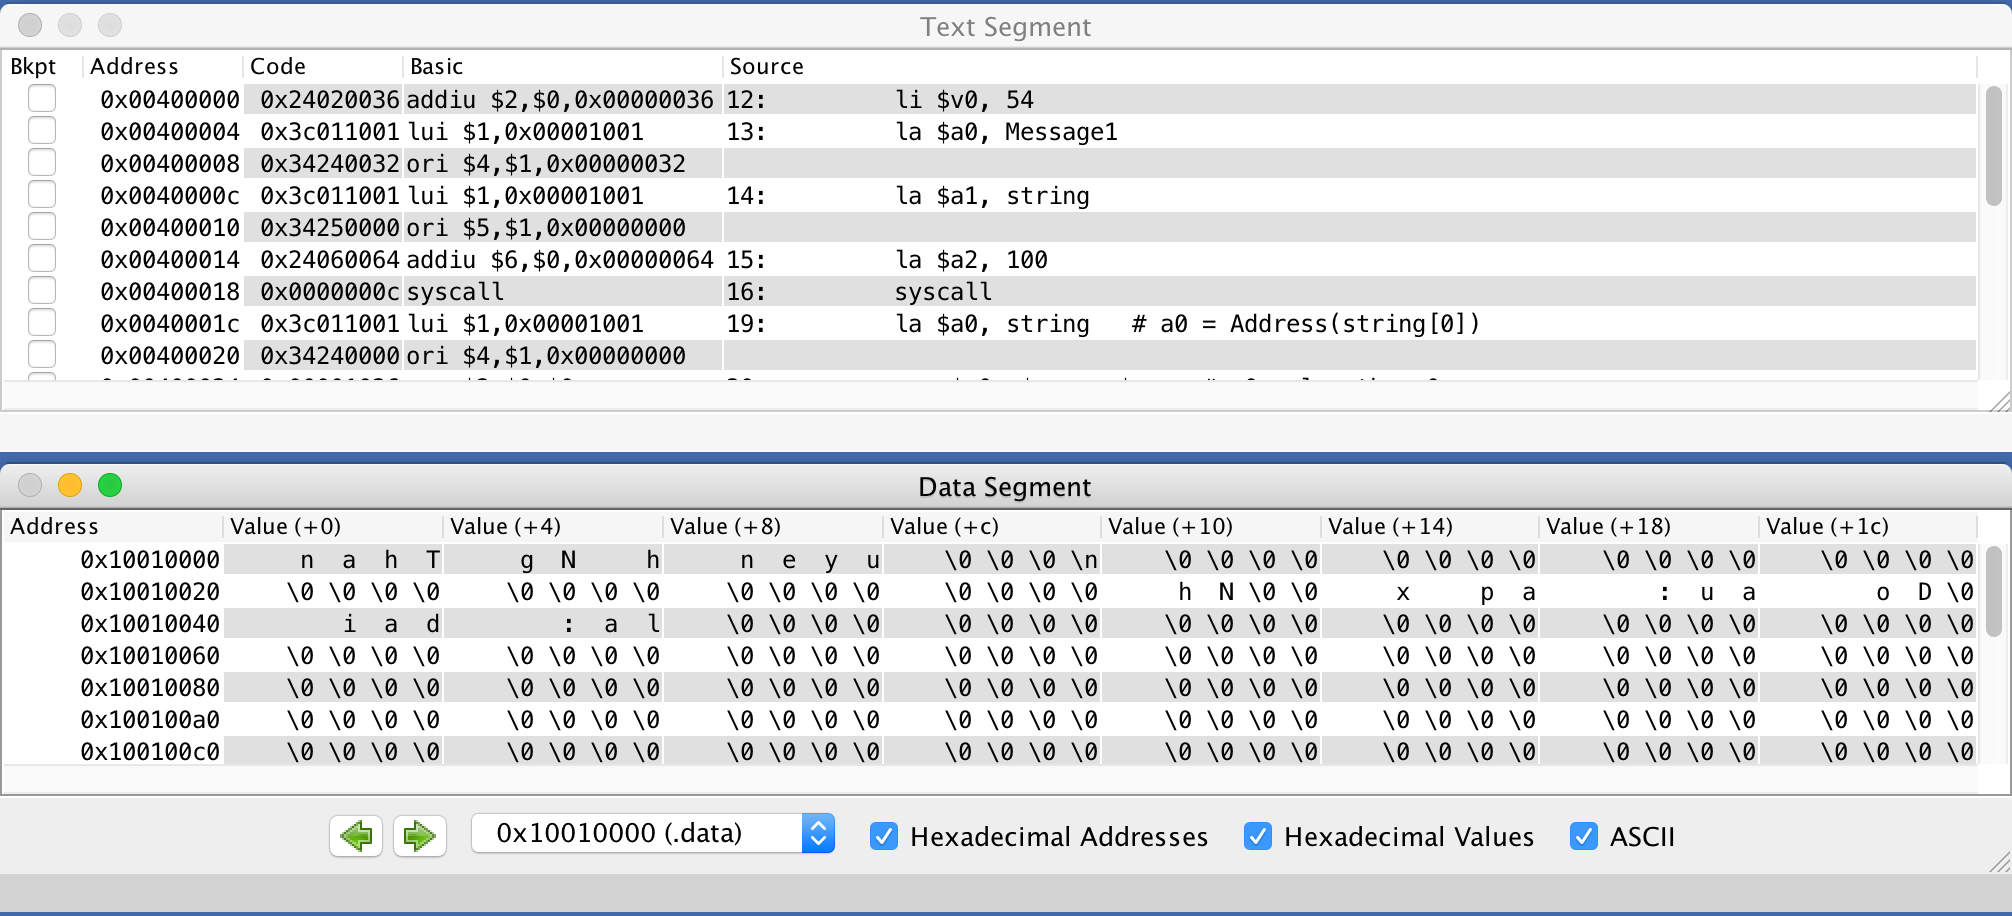 Text Segment
Bkpt Address Code Basic Source
0x00400000 0x24020036 addiu $2,$0,0x00000036 12: li $v0, 54
0x00400004 0x3c011001 lui $1,0x00001001 13: la $a0, Message1
0x00400008 0x34240032 ori $4,$1,0x00000032
0x0040000c 0x3c011001 lui $1,0x00001001 14: la $a1, string
0x00400010 0x34250000 ori $5,$1,0x00000000
0x00400014 0x24060064 addiu $6,$0,0x00000064 15: la $a2, 100
0x00400018 0x0000000c syscall 16: syscall
0x0040001c 0x3c011001 lui $1,0x00001001 19: la $a0, string # a0 = Address(string[0])
0x00400020 0x34240000 ori $4,$1,0x00000000
Data Segment
Address Value (+0) Value (+4) Value (+8) Value (+c) Value (+10) Value (+14) Value (+18) Value (+1c)
0x10010000 n a h T g N h n e y u \0 \0 \0 \n \0 \0 \0 \0 \0 \0 \0 \0 \0 \0 \0 \0 \0 \0 \0 \0
0x10010020 \0 \0 \0 \0 \0 \0 \0 \0 \0 \0 \0 \0 \0 \0 \0 \0 h N \0 \0 x p a : u a o D \0
0x10010040 i a d : a l \0 \0 \0 \0 \0 \0 \0 \0 \0 \0 \0 \0 \0 \0 \0 \0 \0 \0 \0 \0 \0 \0 \0 \0
0x10010060 \0 \0 \0 \0 \0 \0 \0 \0 \0 \0 \0 \0 \0 \0 \0 \0 \0 \0 \0 \0 \0 \0 \0 \0 \0 \0 \0 \0 \0 \0 \0 \0
0x10010080 \0 \0 \0 \0 \0 \0 \0 \0 \0 \0 \0 \0 \0 \0 \0 \0 \0 \0 \0 \0 \0 \0 \0 \0 \0 \0 \0 \0 \0 \0 \0 \0
0x100100a0 \0 \0 \0 \0 \0 \0 \0 \0 \0 \0 \0 \0 \0 \0 \0 \0 \0 \0 \0 \0 \0 \0 \0 \0 \0 \0 \0 \0 \0 \0 \0 \0
0x100100c0 \0 \0 \0 \0 \0 \0 \0 \0 \0 \0 \0 \0 \0 \0 \0 \0 \0 \0 \0 \0 \0 \0 \0 \0 \0 \0 \0 \0 \0 \0 \0 \0
0x10010000 (.data) Hexadecimal Addresses Hexadecimal Values ASCII